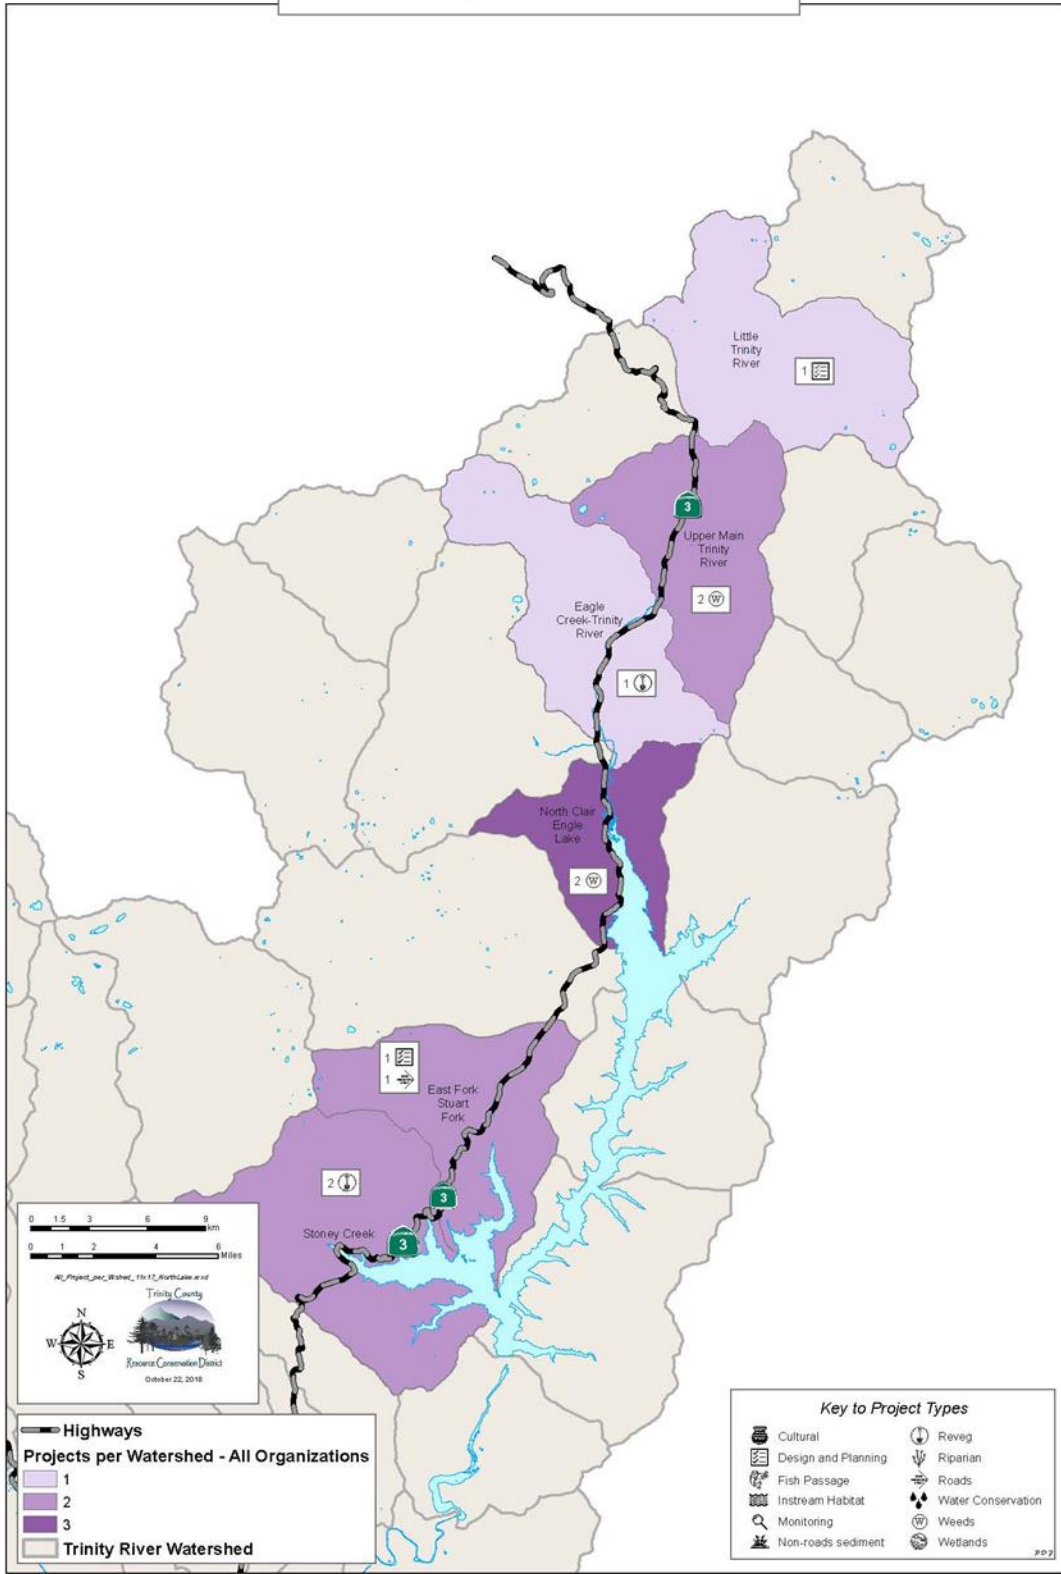 Little
Trinity
River
1
3
Upper Main
Trinity
River
2 W
Eagle
Creek-Trinity
River
1
North Clair
Engle
Lake
2 W
1
1
East Fork
Stuart
Fork
2
3
Stoney Creek
3
0 1.5 3 6 9
km
0 1 2 4 6
Miles
All_Project_per_Wshed_11x17_NorthLake.mxd
Trinity County
N
W E
S
Resource Conservation District
October 22, 2018
Highways
Projects per Watershed - All Organizations
1
2
3
Trinity River Watershed
Key to Project Types
Cultural
Design and Planning
Fish Passage
Instream Habitat
Monitoring
Non-roads sediment
Reveg
Riparian
Roads
Water Conservation
W Weeds
Wetlands